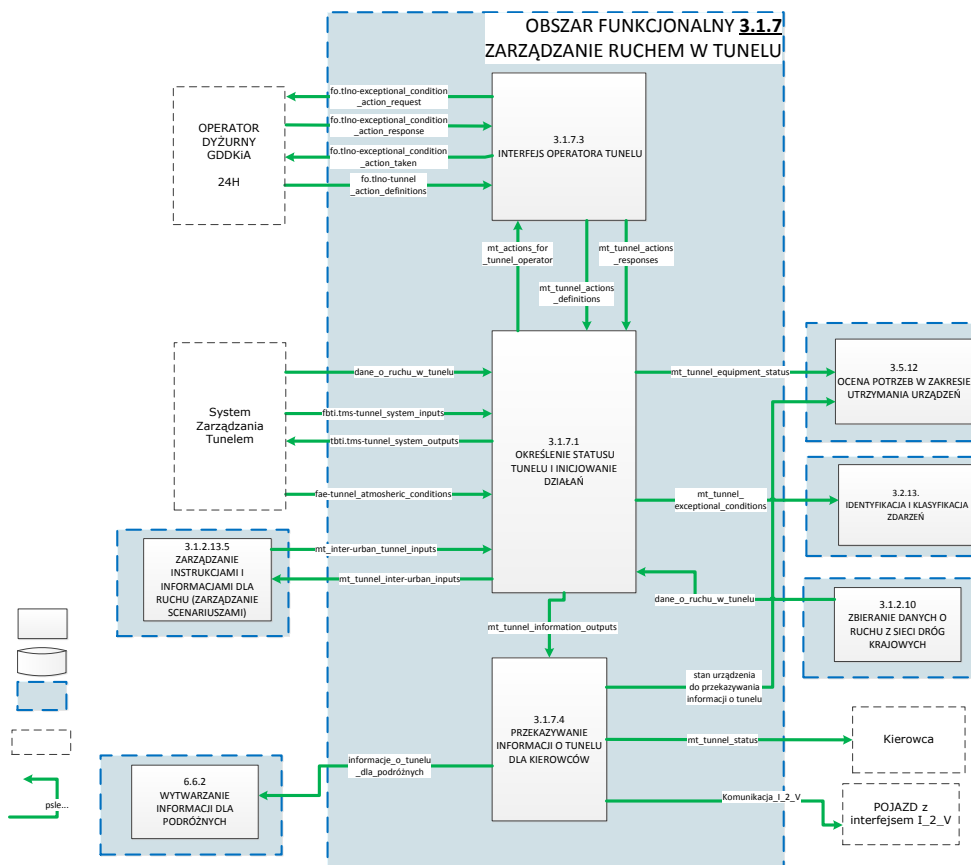 OBSZAR FUNKCJONALNY 3.1.7
ZARZĄDZANIE RUCHEM W TUNELU
OPERATOR
DYŻURNY
GDDKiA
24H
fo.tlno-exceptional_condition
_action_request
fo.tlno-exceptional_condition
_action_response
fo.tlno-exceptional_condition
_action_taken
fo.tlno-tunnel
_action_definitions
3.1.7.3
INTERFEJS OPERATORA TUNELU
mt_actions_for
_tunnel_operator
mt_tunnel_actions
_definitions
mt_tunnel_actions
_responses
System
Zarządzania
Tunelem
dane_o_ruchu_w_tunelu
fbti.tms-tunnel_system_inputs
tbti.tms-tunnel_system_outputs
fae-tunnel_atmosheric_conditions
3.1.7.1
OKREŚLENIE STATUSU
TUNELU I INICJOWANIE
DZIAŁAŃ
mt_tunnel_equipment_status
3.5.12
OCENA POTRZEB W ZAKRESIE
UTRZYMANIA URZĄDZEŃ
mt_tunnel_
exceptional_conditions
3.2.13.
IDENTYFIKACJA I KLASYFIKACJA
ZDARZEŃ
3.1.2.13.5
ZARZĄDZANIE
INSTRUKCJAMI I
INFORMACJAMI DLA
RUCHU (ZARZĄDZANIE
SCENARIUSZAMI)
mt_inter-urban_tunnel_inputs
mt_tunnel_inter-urban_inputs
dane_o_ruchu_w_tunelu
3.1.2.10
ZBIERANIE DANYCH O
RUCHU Z SIECI DRÓG
KRAJOWYCH
mt_tunnel_information_outputs
3.1.7.4
PRZEKAZYWANIE
INFORMACJI O TUNELU
DLA KIEROWCÓW
stan urządzenia
do przekazywania
informacji o tunelu
mt_tunnel_status
Kierowca
Komunikacja_I_2_V
POJAZD z
interfejsem I_2_V
informacje_o_tunelu
_dla_podróżnych
6.6.2
WYTWARZANIE
INFORMACJI DLA
PODRÓŻNYCH
psle...